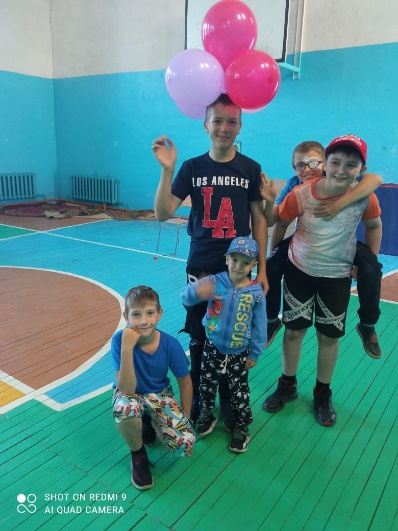 LOS ANGELES
LA
RESCUE
SHOT ON REDMI 9
AI QUAD CAMERA